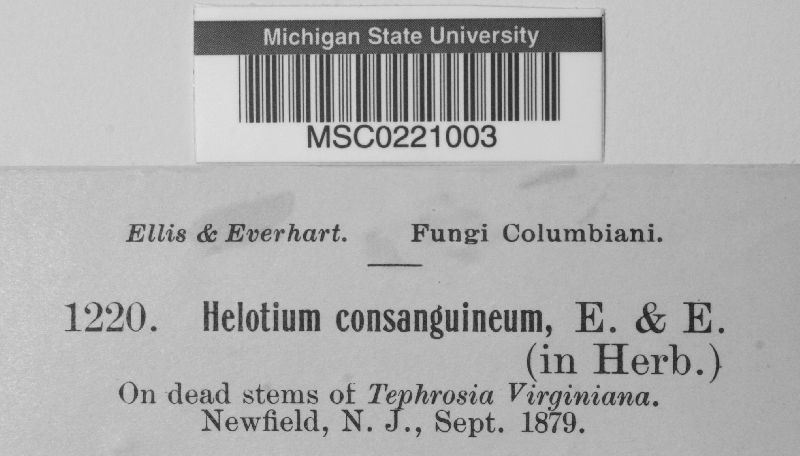 Michigan State University
MSC0221003
Ellis & Everhart. Fungi Columbiani.
1220. Helotium consanguineum, E. & E.
(in Herb.)
On dead stems of Tephrosia Virginiana.
Newfield, N. J., Sept. 1879.